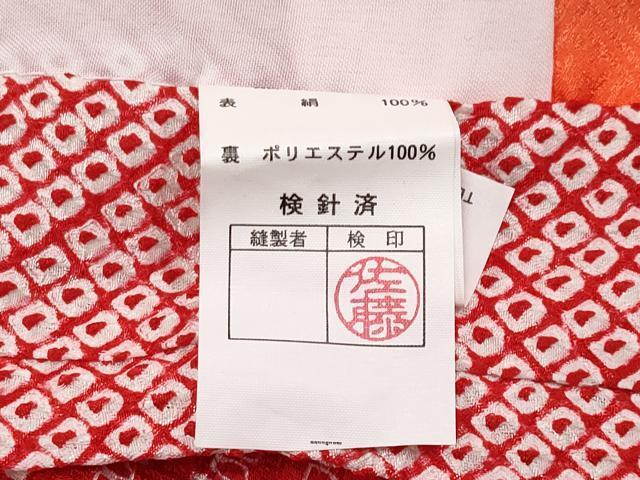 表 絹 100%
裏 ポリエステル100%
検針済
縫製者 検印
佐藤